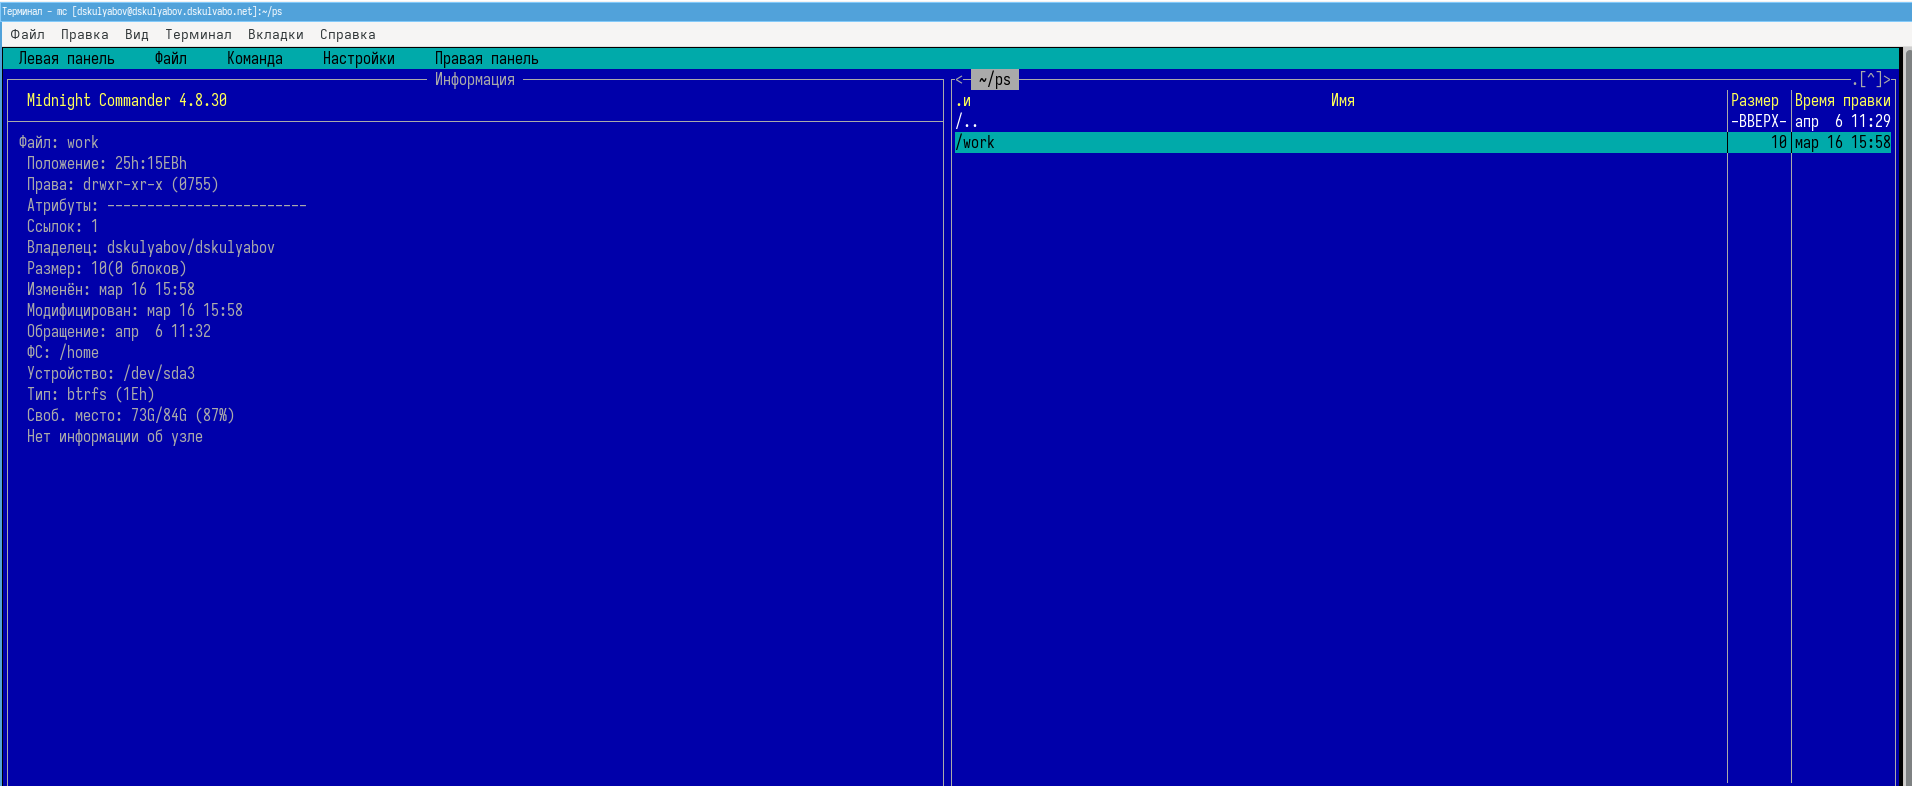 Терминал - mc [dskulyabov@dskulyabov.dskulvabo.net]:~/ps
Файл Правка Вид Терминал Вкладки Справка
Левая панель Файл Команда Настройки Правая панель
Информация
Midnight Commander 4.8.30
Файл: work
Положение: 25h:15EBh
Права: drwxr-xr-x (0755)
Атрибуты: -------------------------
Ссылок: 1
Владелец: dskulyabov/dskulyabov
Размер: 10(0 блоков)
Изменён: мар 16 15:58
Модифицирован: мар 16 15:58
Обращение: апр  6 11:32
ФС: /home
Устройство: /dev/sda3
Тип: btrfs (1Eh)
Своб. место: 73G/84G (87%)
Нет информации об узле
<- ~/ps .[^]>
.и Имя Размер Время правки
/.. -ВВЕРХ- апр  6 11:29
/work 10 мар 16 15:58